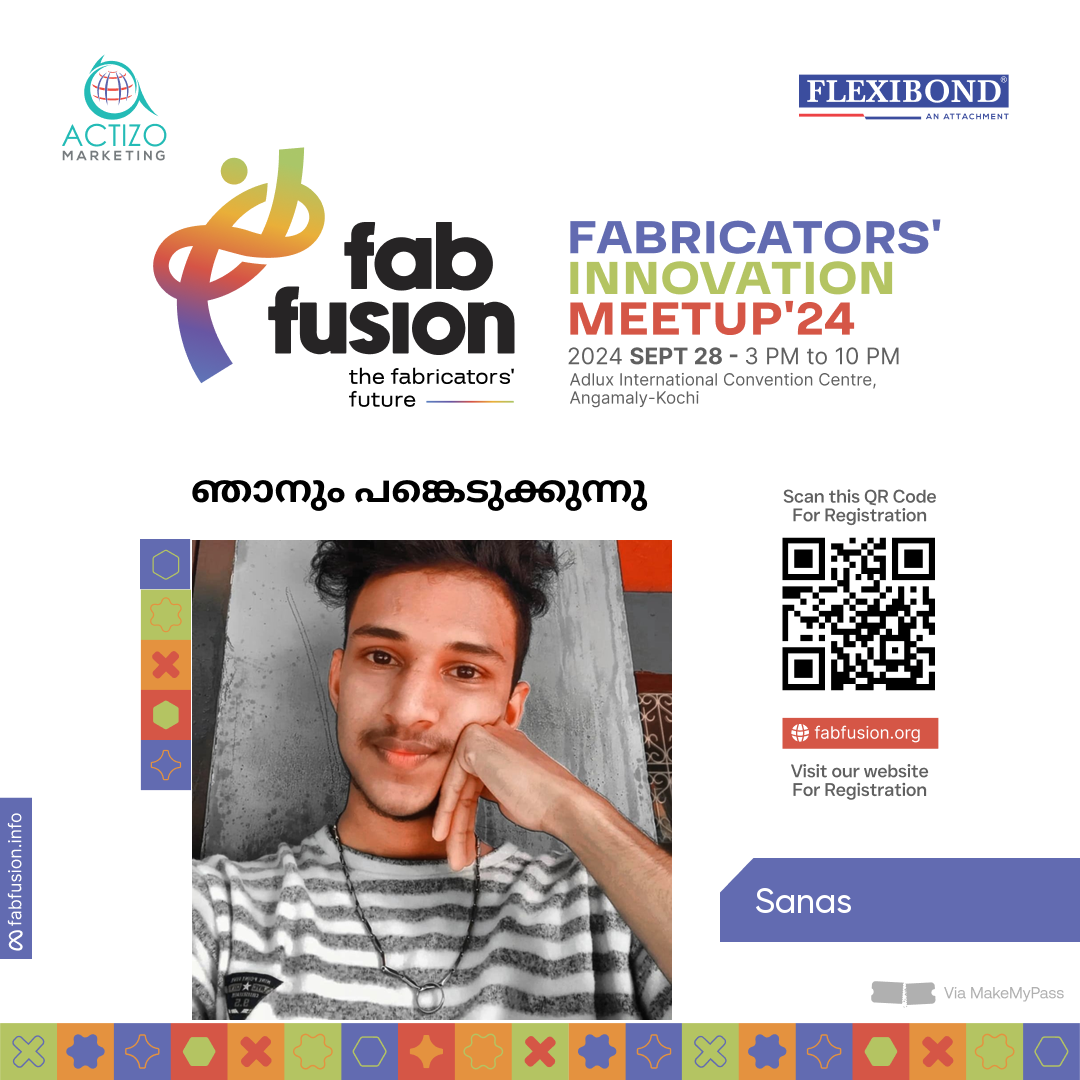 ACTIZO
MARKETING
FLEXIBOND®
AN ATTACHMENT
fab
fusion
the fabricators'
future
FABRICATORS'
INNOVATION
MEETUP'24
2024 SEPT 28 - 3 PM to 10 PM
Adlux International Convention Centre,
Angamaly-Kochi
ഞാനും പങ്കെടുക്കുന്നു
Scan this QR Code
For Registration
fabfusion.org
Visit our website
For Registration
fabfusion.info
Sanas
Via MakeMyPass